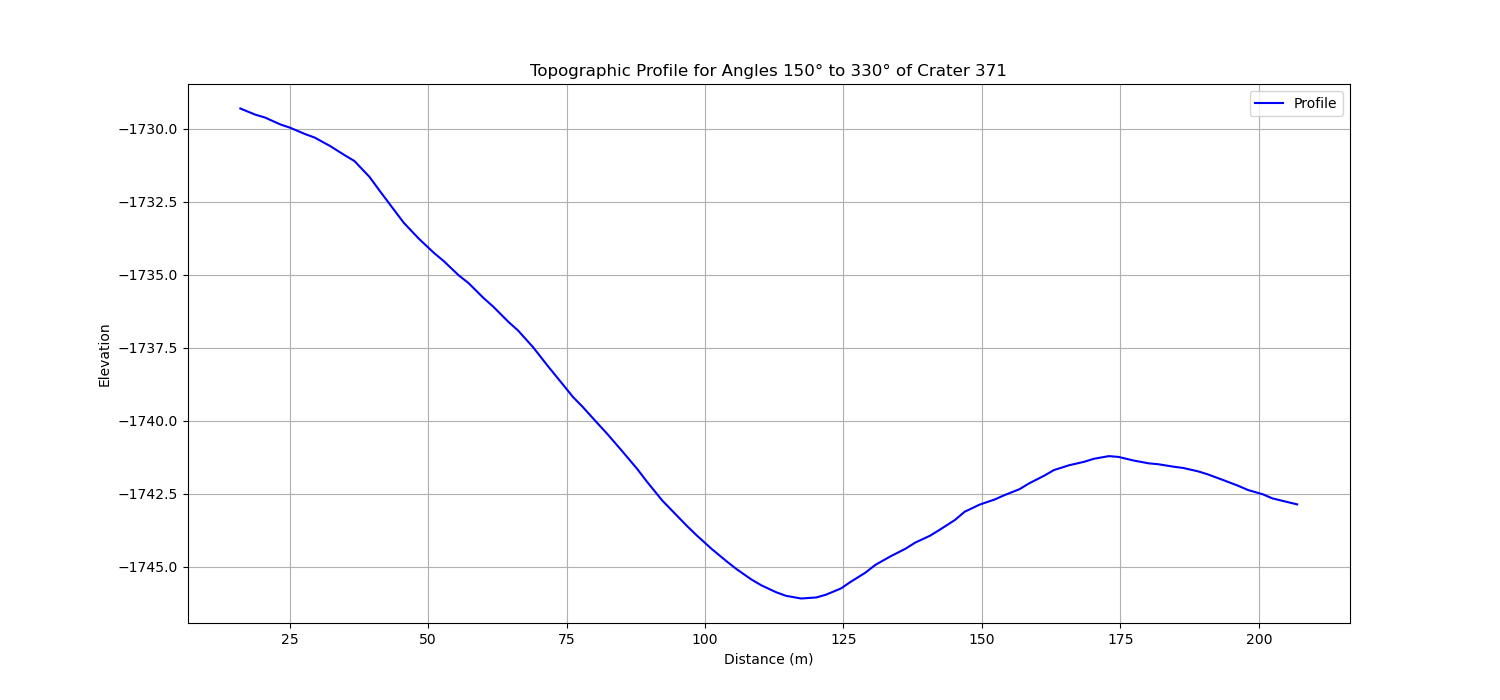 Topographic Profile for Angles 150° to 330° of Crater 371
Profile
−1730.0
−1732.5
−1735.0
−1737.5
−1740.0
−1742.5
−1745.0
Elevation
25 50 75 100 125 150 175 200
Distance (m)